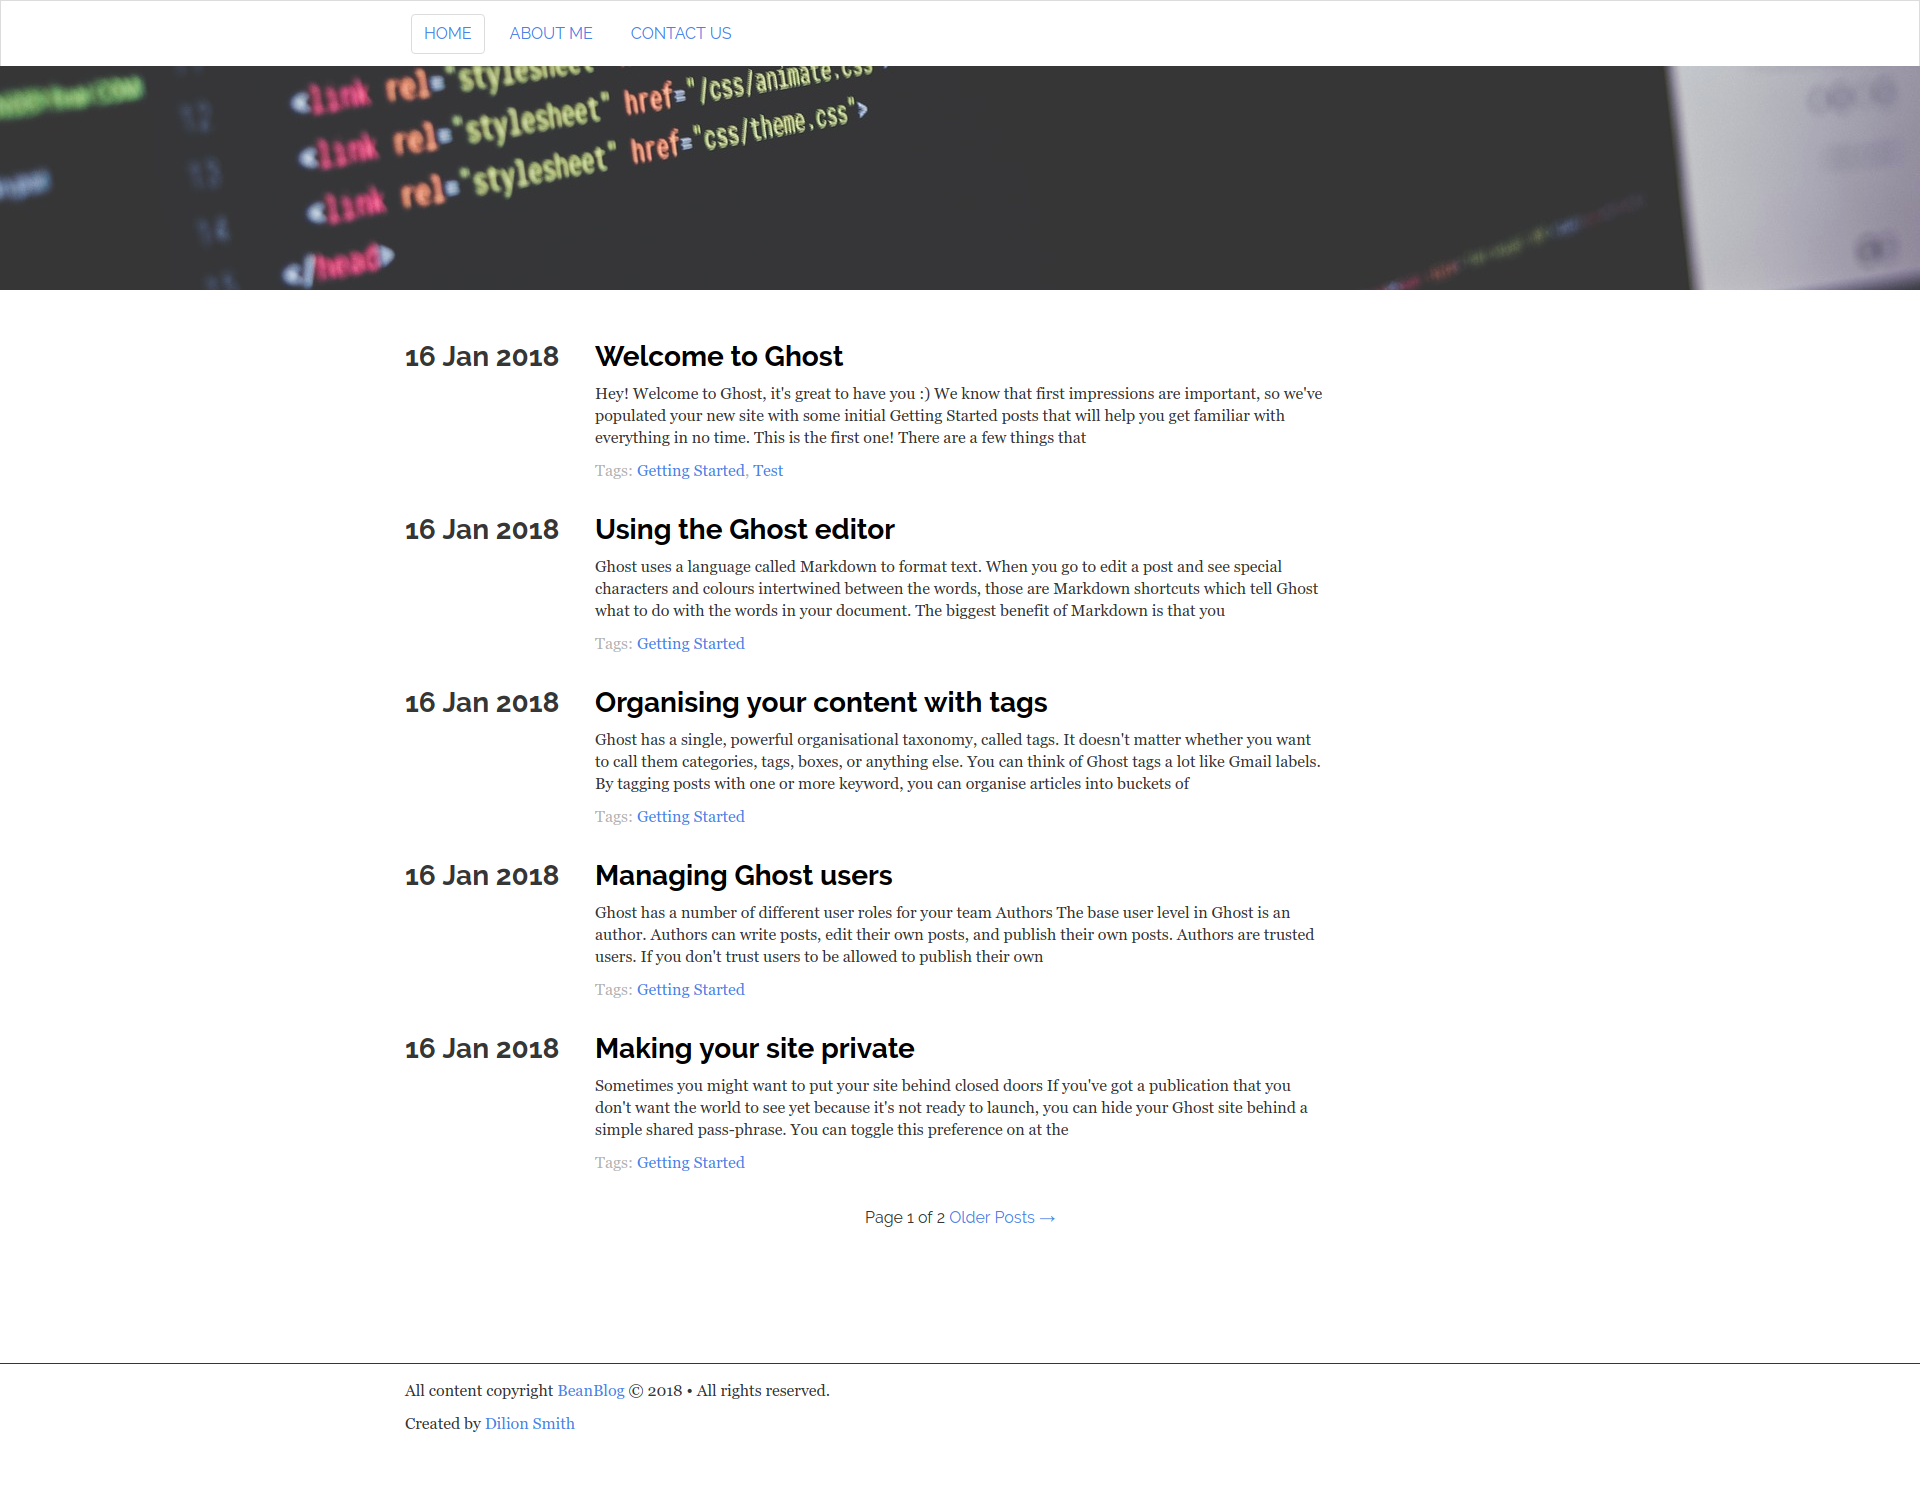 HOME ABOUT ME CONTACT US
12 <link rel="stylesheet" href="/css/animate.css">
13 <link rel="stylesheet" href="css/theme.css">
14 <link rel="stylesheet"
</head>
16 Jan 2018 Welcome to Ghost
Hey! Welcome to Ghost, it's great to have you :) We know that first impressions are important, so we've
populated your new site with some initial Getting Started posts that will help you get familiar with
everything in no time. This is the first one! There are a few things that
Tags: Getting Started, Test
16 Jan 2018 Using the Ghost editor
Ghost uses a language called Markdown to format text. When you go to edit a post and see special
characters and colours intertwined between the words, those are Markdown shortcuts which tell Ghost
what to do with the words in your document. The biggest benefit of Markdown is that you
Tags: Getting Started
16 Jan 2018 Organising your content with tags
Ghost has a single, powerful organisational taxonomy, called tags. It doesn't matter whether you want
to call them categories, tags, boxes, or anything else. You can think of Ghost tags a lot like Gmail labels.
By tagging posts with one or more keyword, you can organise articles into buckets of
Tags: Getting Started
16 Jan 2018 Managing Ghost users
Ghost has a number of different user roles for your team Authors The base user level in Ghost is an
author. Authors can write posts, edit their own posts, and publish their own posts. Authors are trusted
users. If you don't trust users to be allowed to publish their own
Tags: Getting Started
16 Jan 2018 Making your site private
Sometimes you might want to put your site behind closed doors If you've got a publication that you
don't want the world to see yet because it's not ready to launch, you can hide your Ghost site behind a
simple shared pass-phrase. You can toggle this preference on at the
Tags: Getting Started
Page 1 of 2 Older Posts →
All content copyright BeanBlog © 2018 • All rights reserved.
Created by Dilion Smith